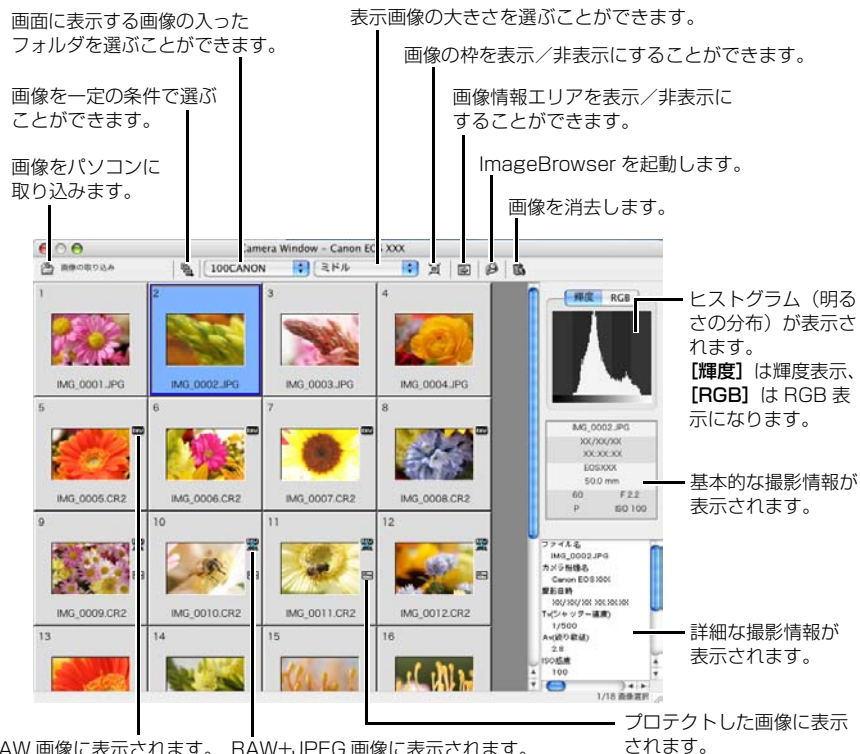 画面に表示する画像の入った
フォルダを選ぶことができます。
表示画像の大きさを選ぶことができます。
画像の枠を表示／非表示にすることができます。
画像を一定の条件で選ぶ
ことができます。
画像情報エリアを表示／非表示に
することができます。
画像をパソコンに
取り込みます。
ImageBrowser を起動します。
画像を消去します。
Camera Window - Canon EOS XXX
画像の取り込み
100CANON
ミドル
1
2
3
4
IMG_0001.JPG
IMG_0002.JPG
IMG_0003.JPG
IMG_0004.JPG
5
6
7
8
IMG_0005.CR2
IMG_0006.CR2
IMG_0007.CR2
IMG_0008.CR2
9
10
11
12
IMG_0009.CR2
IMG_0010.CR2
IMG_0011.CR2
IMG_0012.CR2
13
14
15
16
輝度 RGB
IMG_0002.JPG
XX/XX/XX
XX:XX:XX
EOSXXX
50.0 mm
60 F 2.2
P ISO 100
ファイル名
IMG_0002.JPG
カメラ機種名
Canon EOS XXX
撮影日時
XX/XX/XX XX:XX:XX
Tv(シャッター速度)
1/500
Av(絞り数値)
2.8
ISO感度
100
1/18 画像選択
ヒストグラム（明る
さの分布）が表示さ
れます。
［輝度］は輝度表示、
［RGB］は RGB 表
示になります。
基本的な撮影情報が
表示されます。
詳細な撮影情報が
表示されます。
プロテクトした画像に表示
されます。
AW 画像に表示されます。
RAW+JPEG 画像に表示されます。